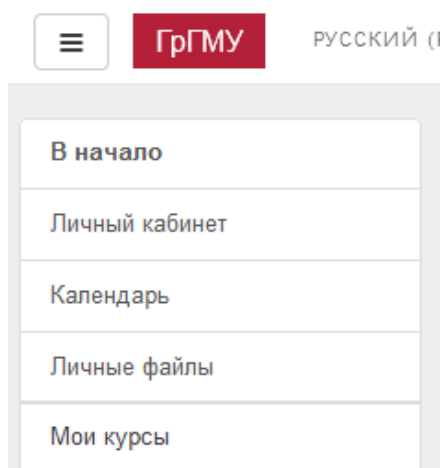 ГрГМУ
РУССКИЙ (
В начало
Личный кабинет
Календарь
Личные файлы
Мои курсы